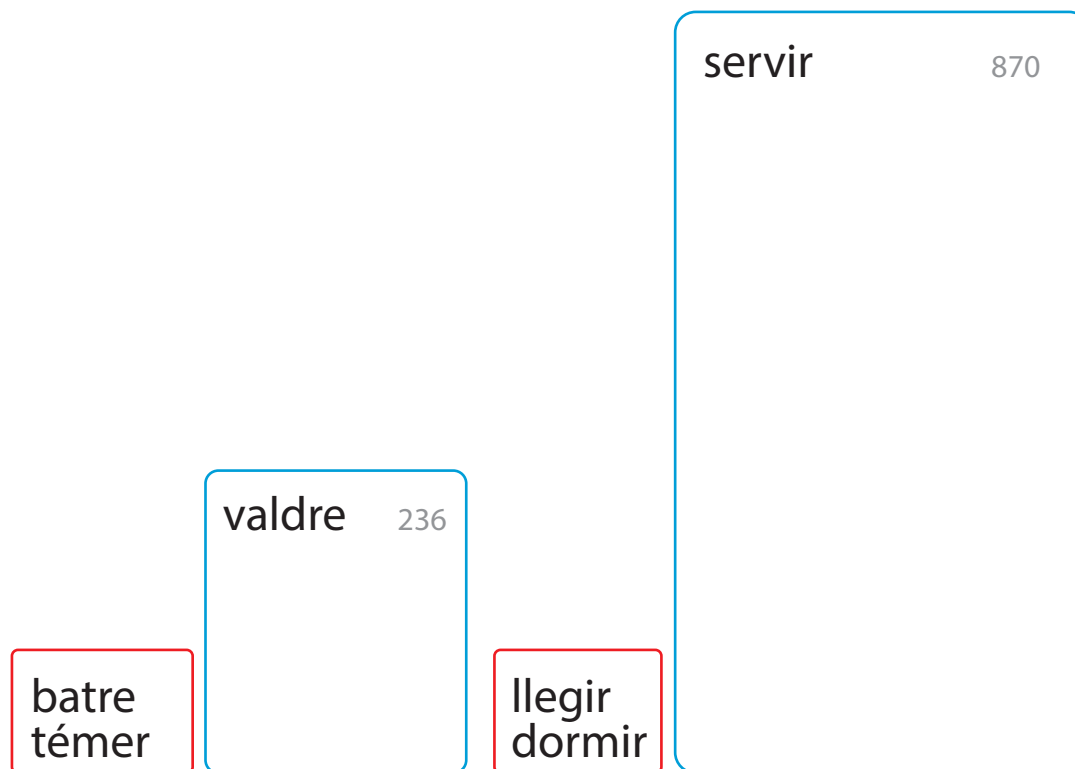 servir 870
valdre 236
batre
témer
llegir
dormir